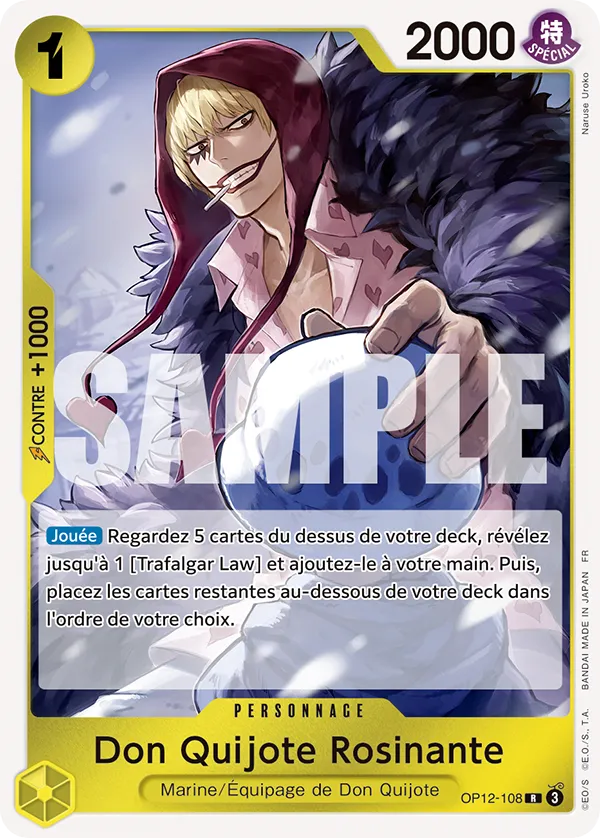 1
2000
特
SPÉCIAL
Naruse Uroko
CONTRE +1000
SAMPLE
Jouée Regardez 5 cartes du dessus de votre deck, révélez
jusqu'à 1 [Trafalgar Law] et ajoutez-le à votre main. Puis,
placez les cartes restantes au-dessous de votre deck dans
l'ordre de votre choix.
PERSONNAGE
Don Quijote Rosinante
Marine/Équipage de Don Quijote
OP12-108 R 3
©EO/S ©E.O./S., T.A. BANDAI MADE IN JAPAN FR